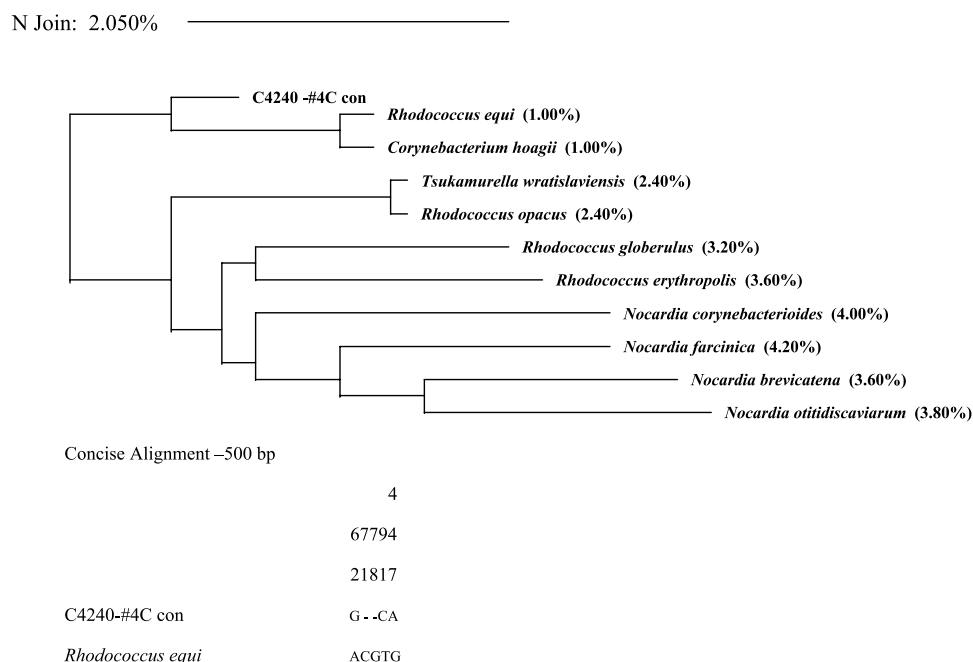 N Join: 2.050%
C4240 -#4C con
Rhodococcus equi (1.00%)
Corynebacterium hoagii (1.00%)
Tsukamurella wratislaviensis (2.40%)
Rhodococcus opacus (2.40%)
Rhodococcus globerulus (3.20%)
Rhodococcus erythropolis (3.60%)
Nocardia corynebacterioides (4.00%)
Nocardia farcinica (4.20%)
Nocardia brevicatena (3.60%)
Nocardia otitidiscaviarum (3.80%)
Concise Alignment –500 bp
4
67794
21817
C4240-#4C con G - -CA
Rhodococcus equi ACGTG